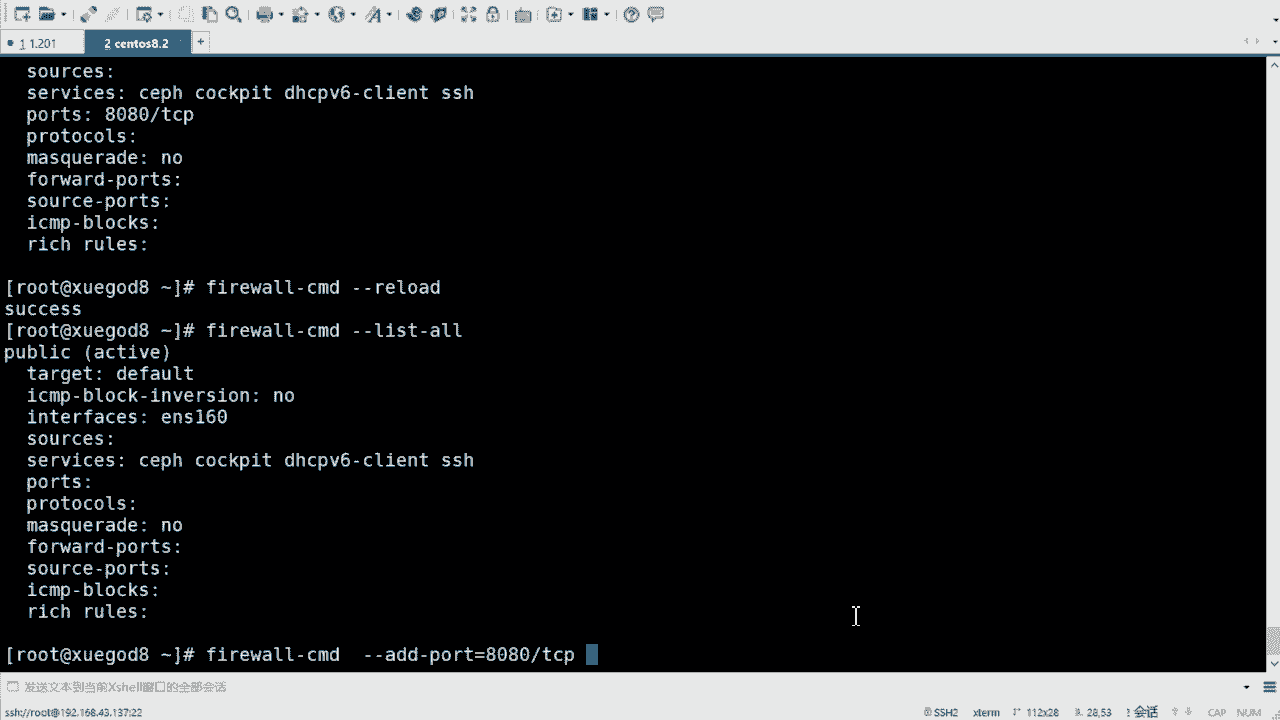 1 1.201
2 centos8.2
+
sources:
services: ceph cockpit dhcpv6-client ssh
ports: 8080/tcp
protocols:
masquerade: no
forward-ports:
source-ports:
icmp-blocks:
rich rules:
[root@xuegod8 ~]# firewall-cmd --reload
success
[root@xuegod8 ~]# firewall-cmd --list-all
public (active)
target: default
icmp-block-inversion: no
interfaces: ens160
sources:
services: ceph cockpit dhcpv6-client ssh
ports:
protocols:
masquerade: no
forward-ports:
source-ports:
icmp-blocks:
rich rules:
[root@xuegod8 ~]# firewall-cmd  --add-port=8080/tcp
发送文本到当前Xshell窗口的全部会话
ssh://root@192.168.43.137:22
SSH2 xterm 112x28 28,53 1 会话 CAP NUM